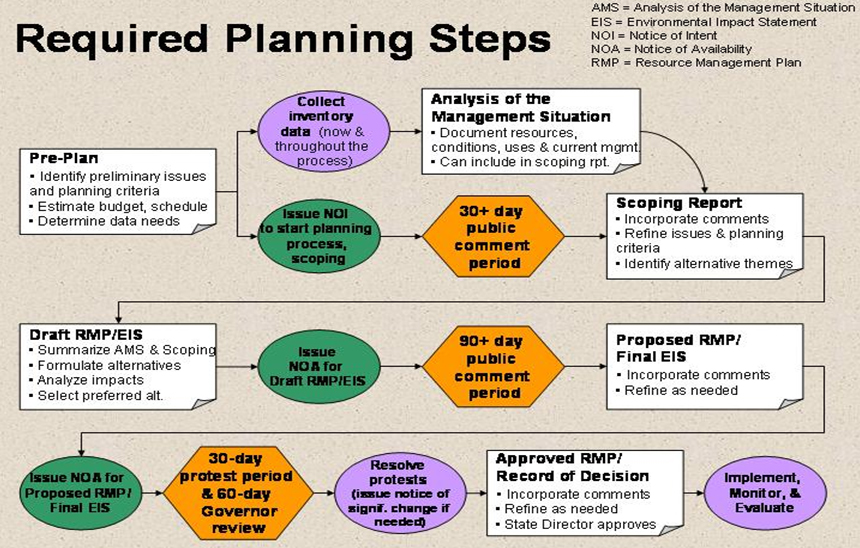 Required Planning Steps
AMS = Analysis of the Management Situation
EIS = Environmental Impact Statement
NOI = Notice of Intent
NOA = Notice of Availability
RMP = Resource Management Plan
Pre-Plan
• Identify preliminary issues
and planning criteria
• Estimate budget, schedule
• Determine data needs
Collect
inventory
data (now &
throughout the
process)
Analysis of the
Management Situation
• Document resources,
conditions, uses & current mgmt.
• Can include in scoping rpt.
Issue NOI
to start planning
process,
scoping
30+ day
public
comment
period
Scoping Report
• Incorporate comments
• Refine issues & planning
criteria
• Identify alternative themes
Draft RMP/EIS
• Summarize AMS & Scoping
• Formulate alternatives
• Analyze impacts
• Select preferred alt.
Issue
NOA for
Draft RMP/EIS
90+ day
public
comment
period
Proposed RMP/
Final EIS
• Incorporate comments
• Refine as needed
Issue NOA for
Proposed RMP/
Final EIS
30-day
protest period
& 60-day
Governor
review
Resolve
protests
(issue notice of
signif. change if
needed)
Approved RMP/
Record of Decision
• Incorporate comments
• Refine as needed
• State Director approves
Implement,
Monitor, &
Evaluate